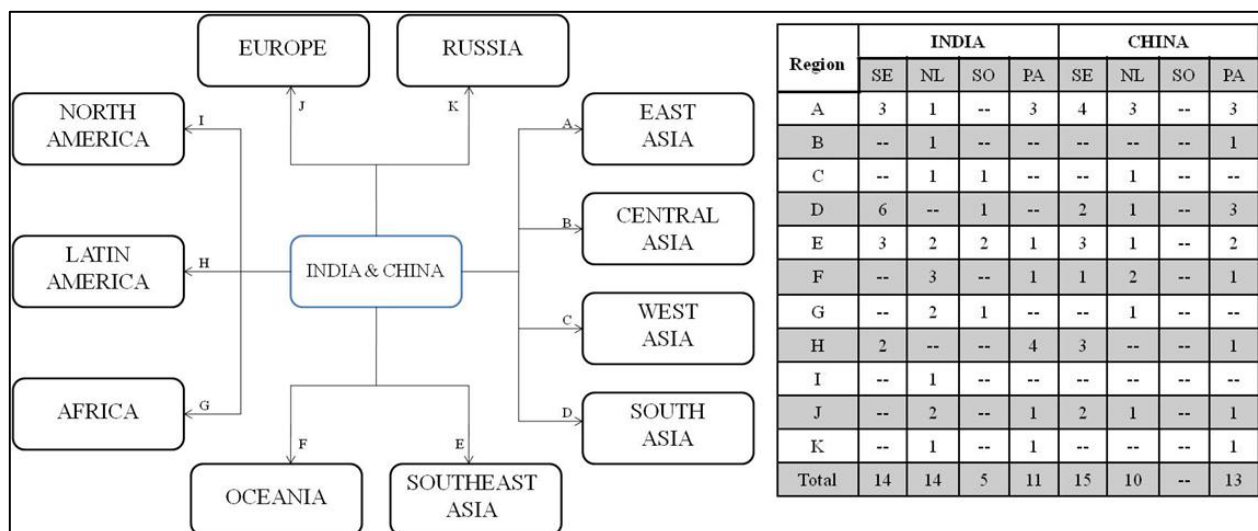 EUROPE
RUSSIA
J
K
NORTH
AMERICA
I
A
EAST
ASIA
LATIN
AMERICA
H
INDIA & CHINA
B
CENTRAL
ASIA
C
WEST
ASIA
AFRICA
G
D
SOUTH
ASIA
F
E
OCEANIA
SOUTHEAST
ASIA
Region INDIA CHINA
SE NL SO PA SE NL SO PA
A 3 1 -- 3 4 3 -- 3
B -- 1 -- -- -- -- -- 1
C -- 1 1 -- -- 1 -- --
D 6 -- 1 -- 2 1 -- 3
E 3 2 2 1 3 1 -- 2
F -- 3 -- 1 1 2 -- 1
G -- 2 1 -- -- 1 -- --
H 2 -- -- 4 3 -- -- 1
I -- 1 -- -- -- -- -- --
J -- 2 -- 1 2 1 -- 1
K -- 1 -- 1 -- -- -- 1
Total 14 14 5 11 15 10 -- 13